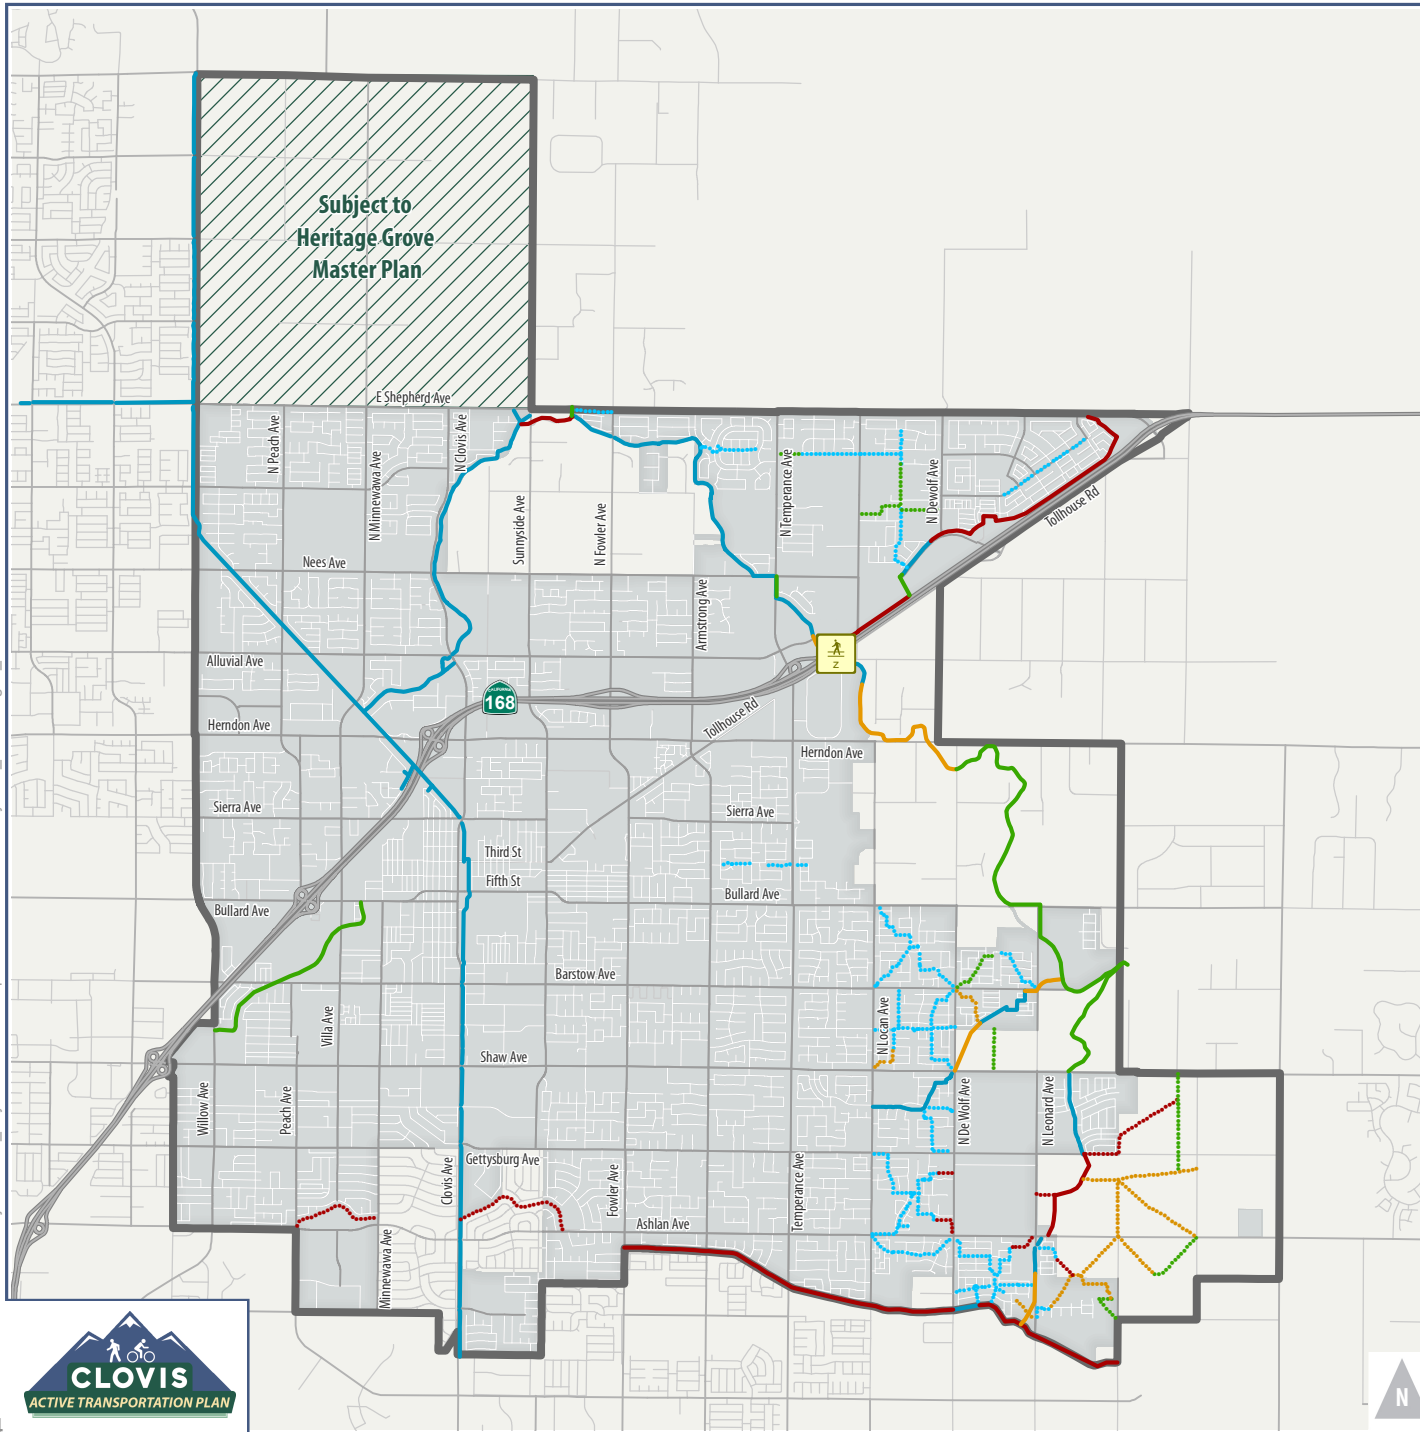 Subject to
Heritage Grove
Master Plan
E Shepherd Ave
N Peach Ave
N Minnewawa Ave
N Clovis Ave
Sunnyside Ave
N Fowler Ave
Armstrong Ave
N Temperance Ave
N Dewolf Ave
Tollhouse Rd
Nees Ave
Alluvial Ave
CALIFORNIA
168
Z
Tollhouse Rd
Herndon Ave
Herndon Ave
Sierra Ave
Sierra Ave
Third St
Fifth St
Bullard Ave
Bullard Ave
Barstow Ave
Villa Ave
N Locan Ave
Shaw Ave
Willow Ave
Peach Ave
N De Wolf Ave
N Leonard Ave
Clovis Ave
Gettysburg Ave
Fowler Ave
Temperance Ave
Ashlan Ave
Minnewawa Ave
CLOVIS
ACTIVE TRANSPORTATION PLAN
N